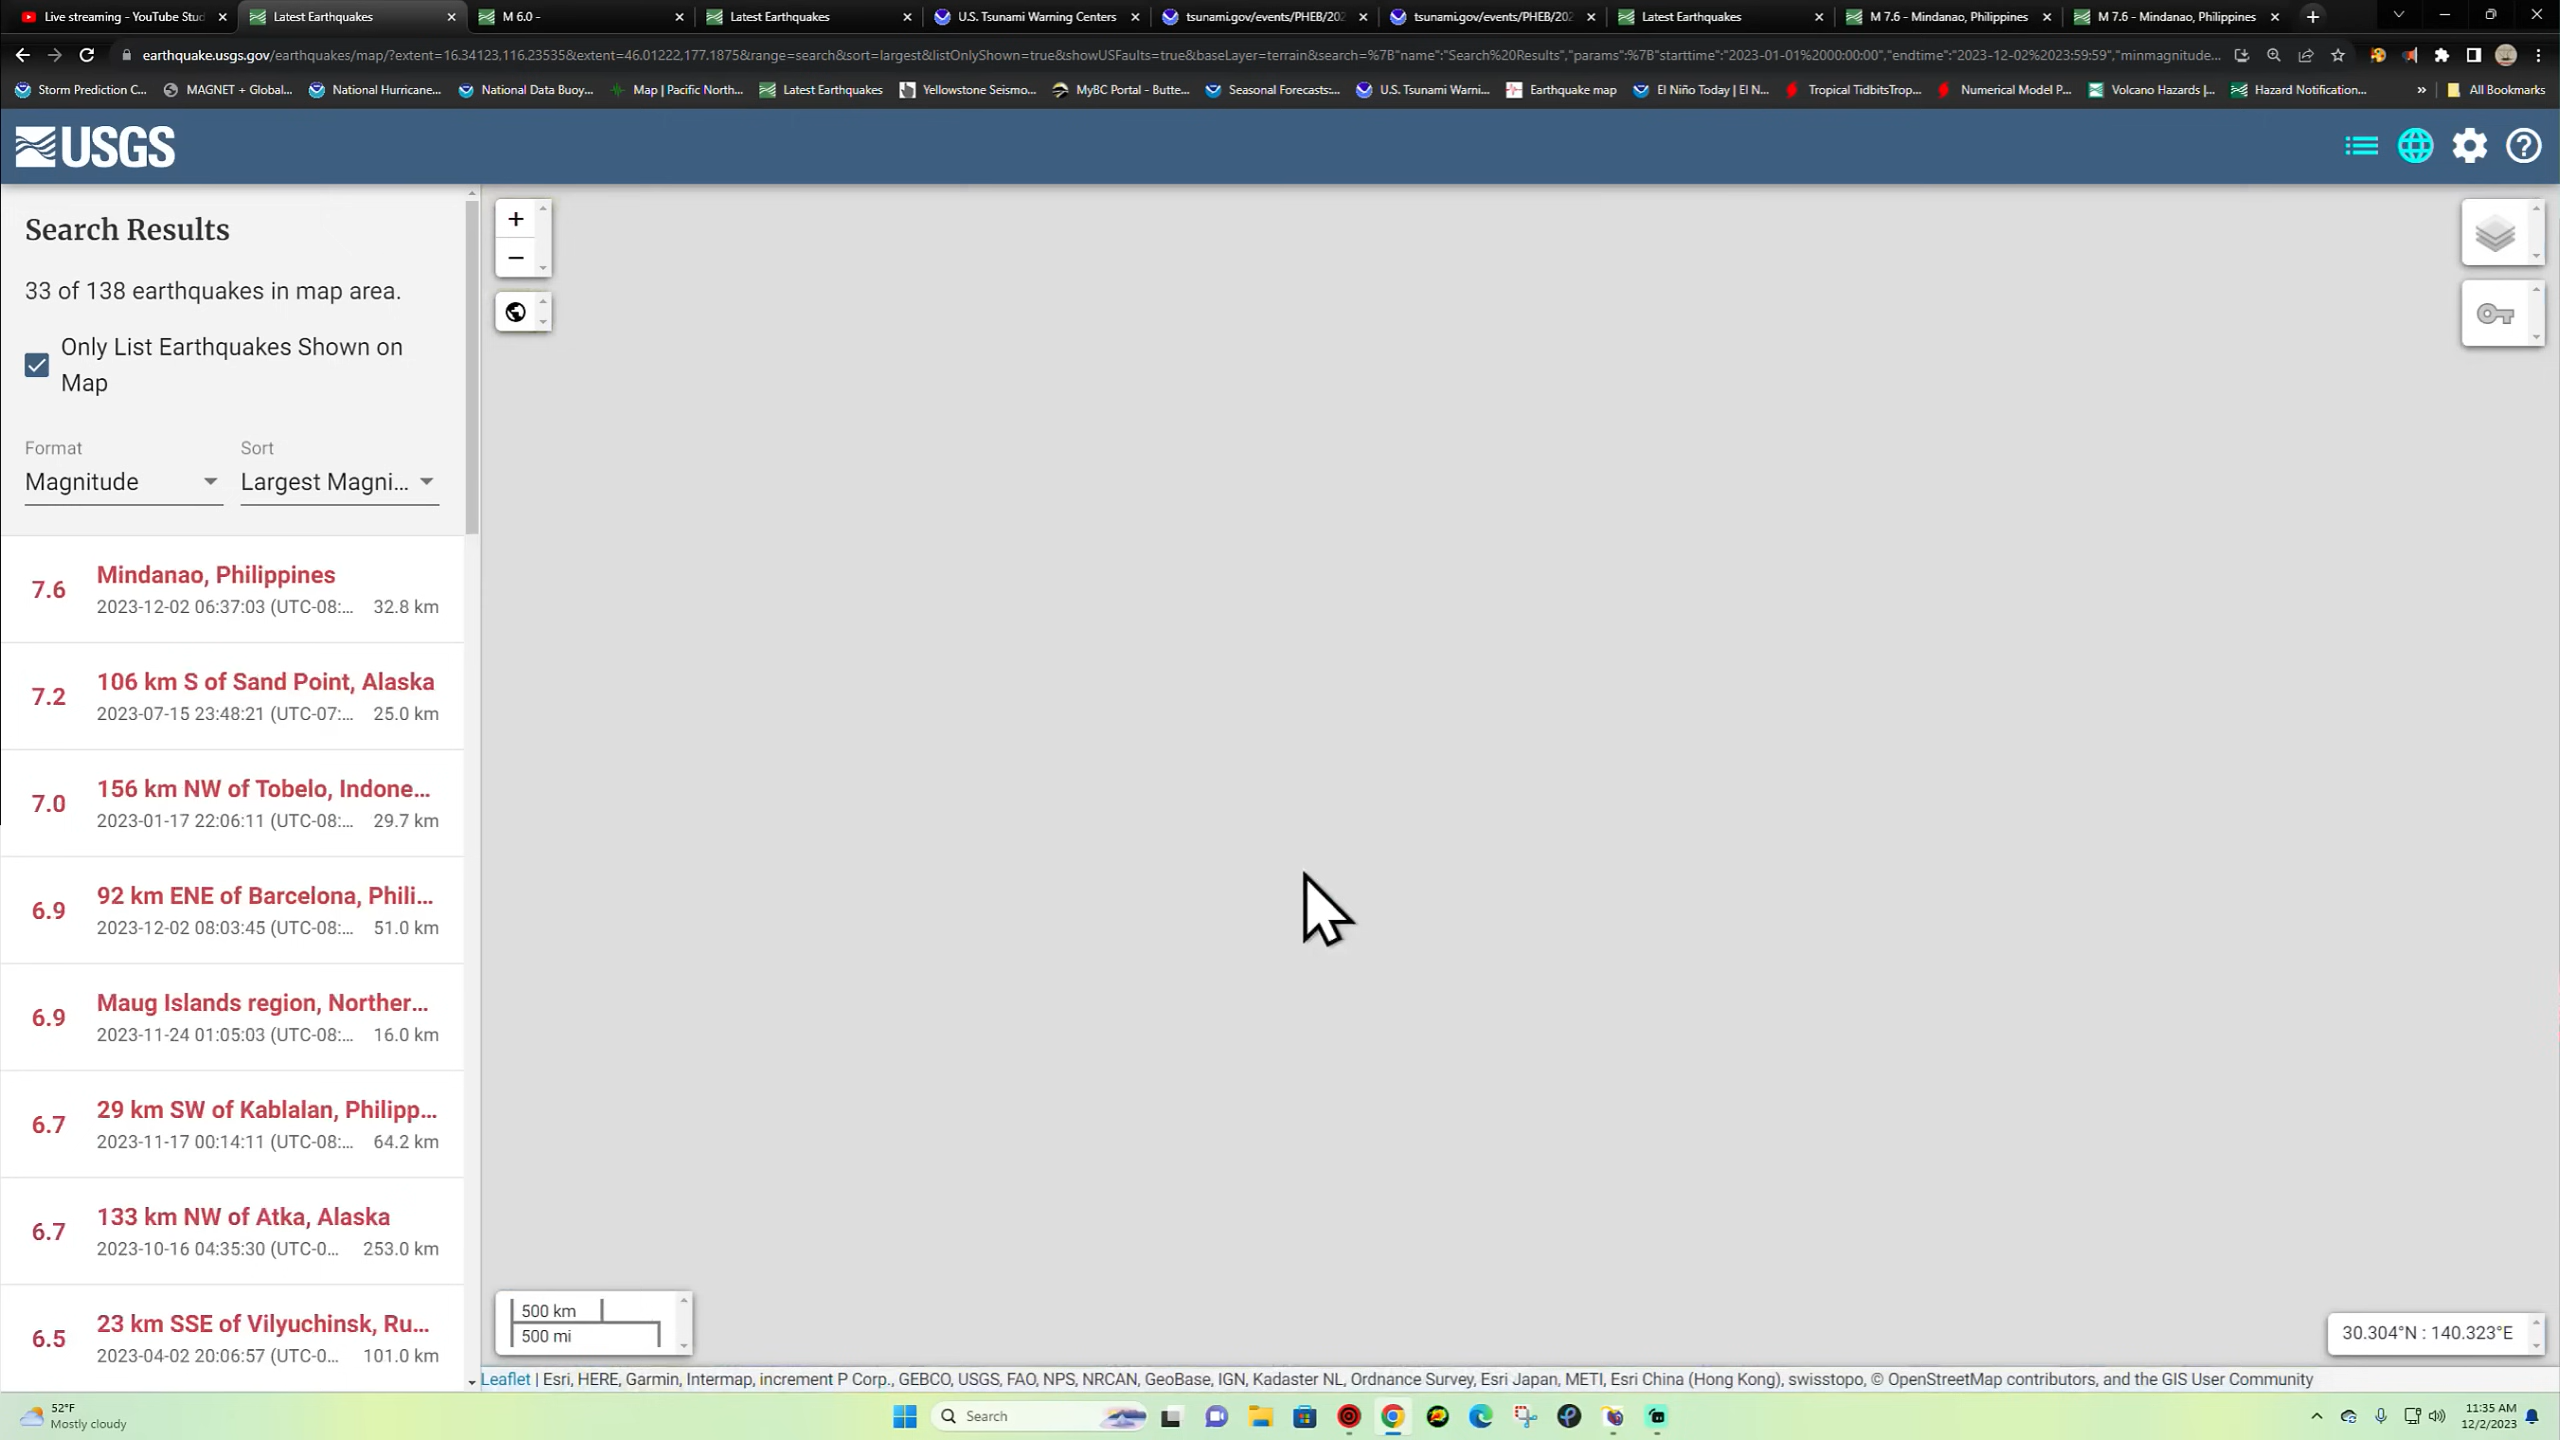 Live streaming - YouTube Stud
Latest Earthquakes
M 6.0 -
Latest Earthquakes
U.S. Tsunami Warning Centers
tsunami.gov/events/PHEB/202
tsunami.gov/events/PHEB/202
Latest Earthquakes
M 7.6 - Mindanao, Philippines
M 7.6 - Mindanao, Philippines
earthquake.usgs.gov/earthquakes/map/?extent=16.34123,116.23535&extent=46.01222,177.1875&range=search&sort=largest&listOnlyShown=true&showUSFaults=true&baseLayer=terrain&search=%7B"name":"Search%20Results","params":%7B"starttime":"2023-01-01%2000:00:00","endtime":"2023-12-02%2023:59:59","minmagnitude...
Storm Prediction C...
MAGNET + Global...
National Hurricane...
National Data Buoy...
Map | Pacific North...
Latest Earthquakes
Yellowstone Seismo...
MyBC Portal - Butte...
Seasonal Forecasts:...
U.S. Tsunami Warni...
Earthquake map
El Niño Today | El N...
Tropical TidbitsTrop...
Numerical Model P...
Volcano Hazards |...
Hazard Notification...
»
All Bookmarks
USGS
Search Results
33 of 138 earthquakes in map area.
Only List Earthquakes Shown on
Map
Format
Sort
Magnitude
Largest Magni...
7.6
Mindanao, Philippines
2023-12-02 06:37:03 (UTC-08:... 32.8 km
7.2
106 km S of Sand Point, Alaska
2023-07-15 23:48:21 (UTC-07:... 25.0 km
7.0
156 km NW of Tobelo, Indone...
2023-01-17 22:06:11 (UTC-08:... 29.7 km
6.9
92 km ENE of Barcelona, Phili...
2023-12-02 08:03:45 (UTC-08:... 51.0 km
6.9
Maug Islands region, Norther...
2023-11-24 01:05:03 (UTC-08:... 16.0 km
6.7
29 km SW of Kablalan, Philipp...
2023-11-17 00:14:11 (UTC-08:... 64.2 km
6.7
133 km NW of Atka, Alaska
2023-10-16 04:35:30 (UTC-0... 253.0 km
6.5
23 km SSE of Vilyuchinsk, Ru...
2023-04-02 20:06:57 (UTC-0... 101.0 km
+
−
500 km
500 mi
30.304°N : 140.323°E
Leaflet | Esri, HERE, Garmin, Intermap, increment P Corp., GEBCO, USGS, FAO, NPS, NRCAN, GeoBase, IGN, Kadaster NL, Ordnance Survey, Esri Japan, METI, Esri China (Hong Kong), swisstopo, © OpenStreetMap contributors, and the GIS User Community
52°F
Mostly cloudy
Search
11:35 AM
12/2/2023